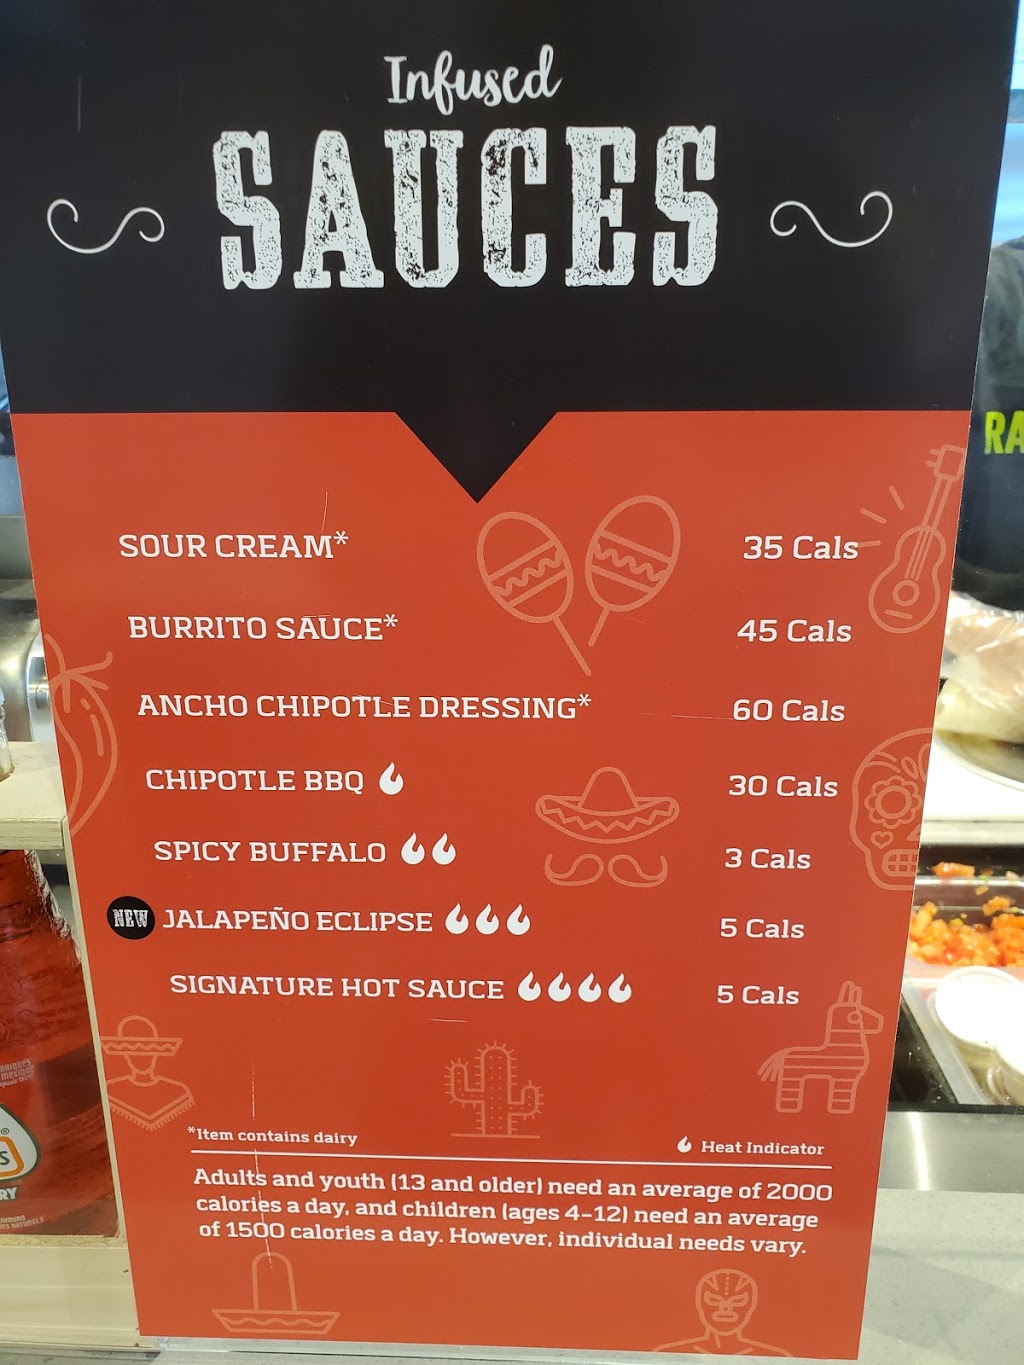 Infused
SAUCES
RA
SOUR CREAM* 35 Cals
BURRITO SAUCE* 45 Cals
ANCHO CHIPOTLE DRESSING* 60 Cals
CHIPOTLE BBQ 30 Cals
SPICY BUFFALO 3 Cals
NEW JALAPEÑO ECLIPSE 5 Cals
SIGNATURE HOT SAUCE 5 Cals
*Item contains dairy
Heat Indicator
Adults and youth (13 and older) need an average of 2000
calories a day, and children (ages 4-12) need an average
of 1500 calories a day. However, individual needs vary.